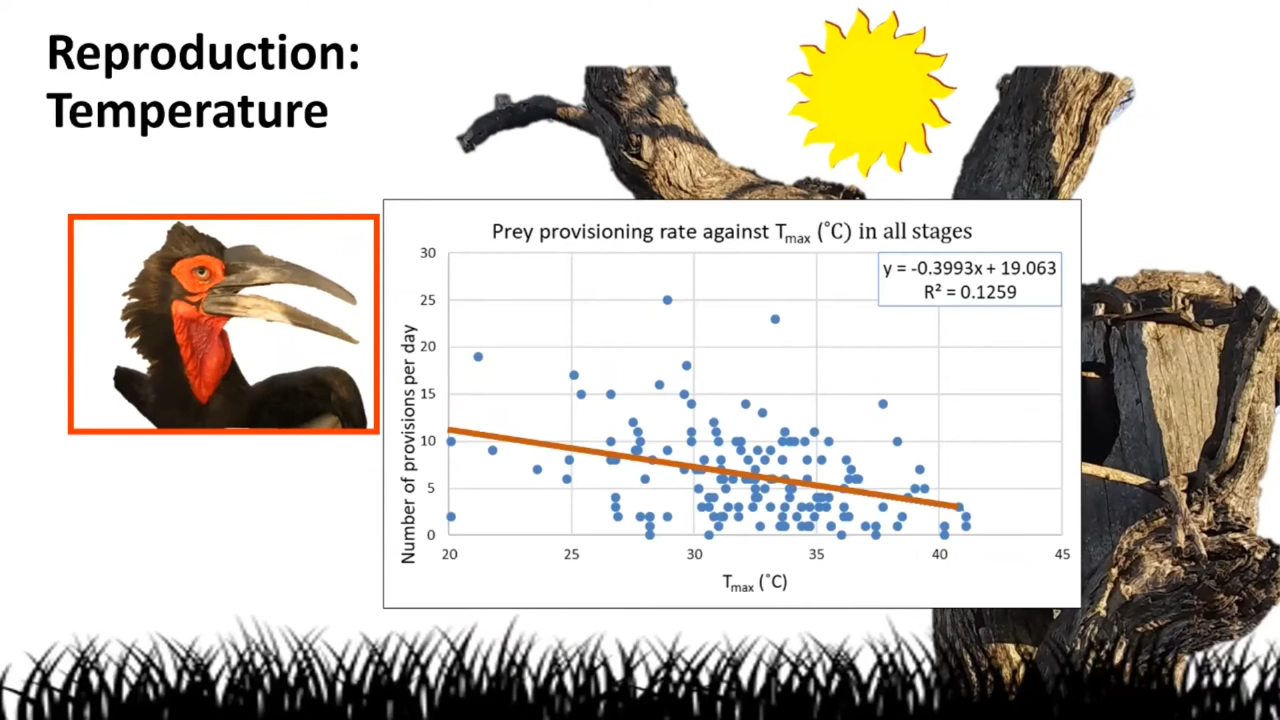 Reproduction:
Temperature
Prey provisioning rate against Tmax (˚C) in all stages
y = -0.3993x + 19.063
R² = 0.1259
Number of provisions per day
30
25
20
15
10
5
0
20 25 30 35 40 45
Tmax (˚C)